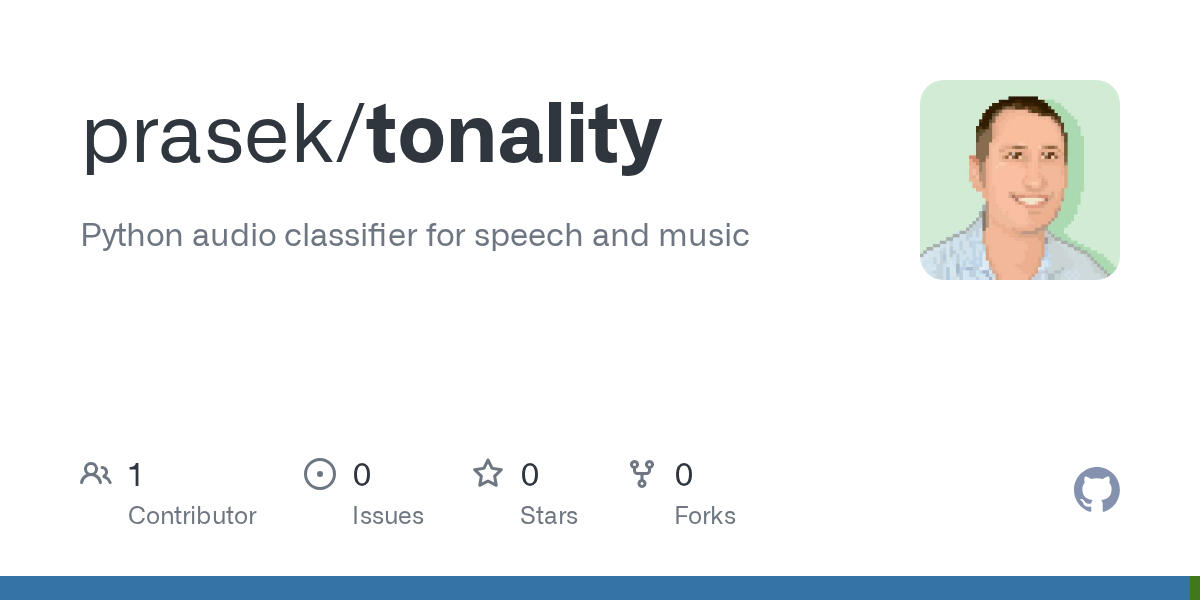 prasek/tonality
Python audio classifier for speech and music
1
Contributor
0
Issues
0
Stars
0
Forks